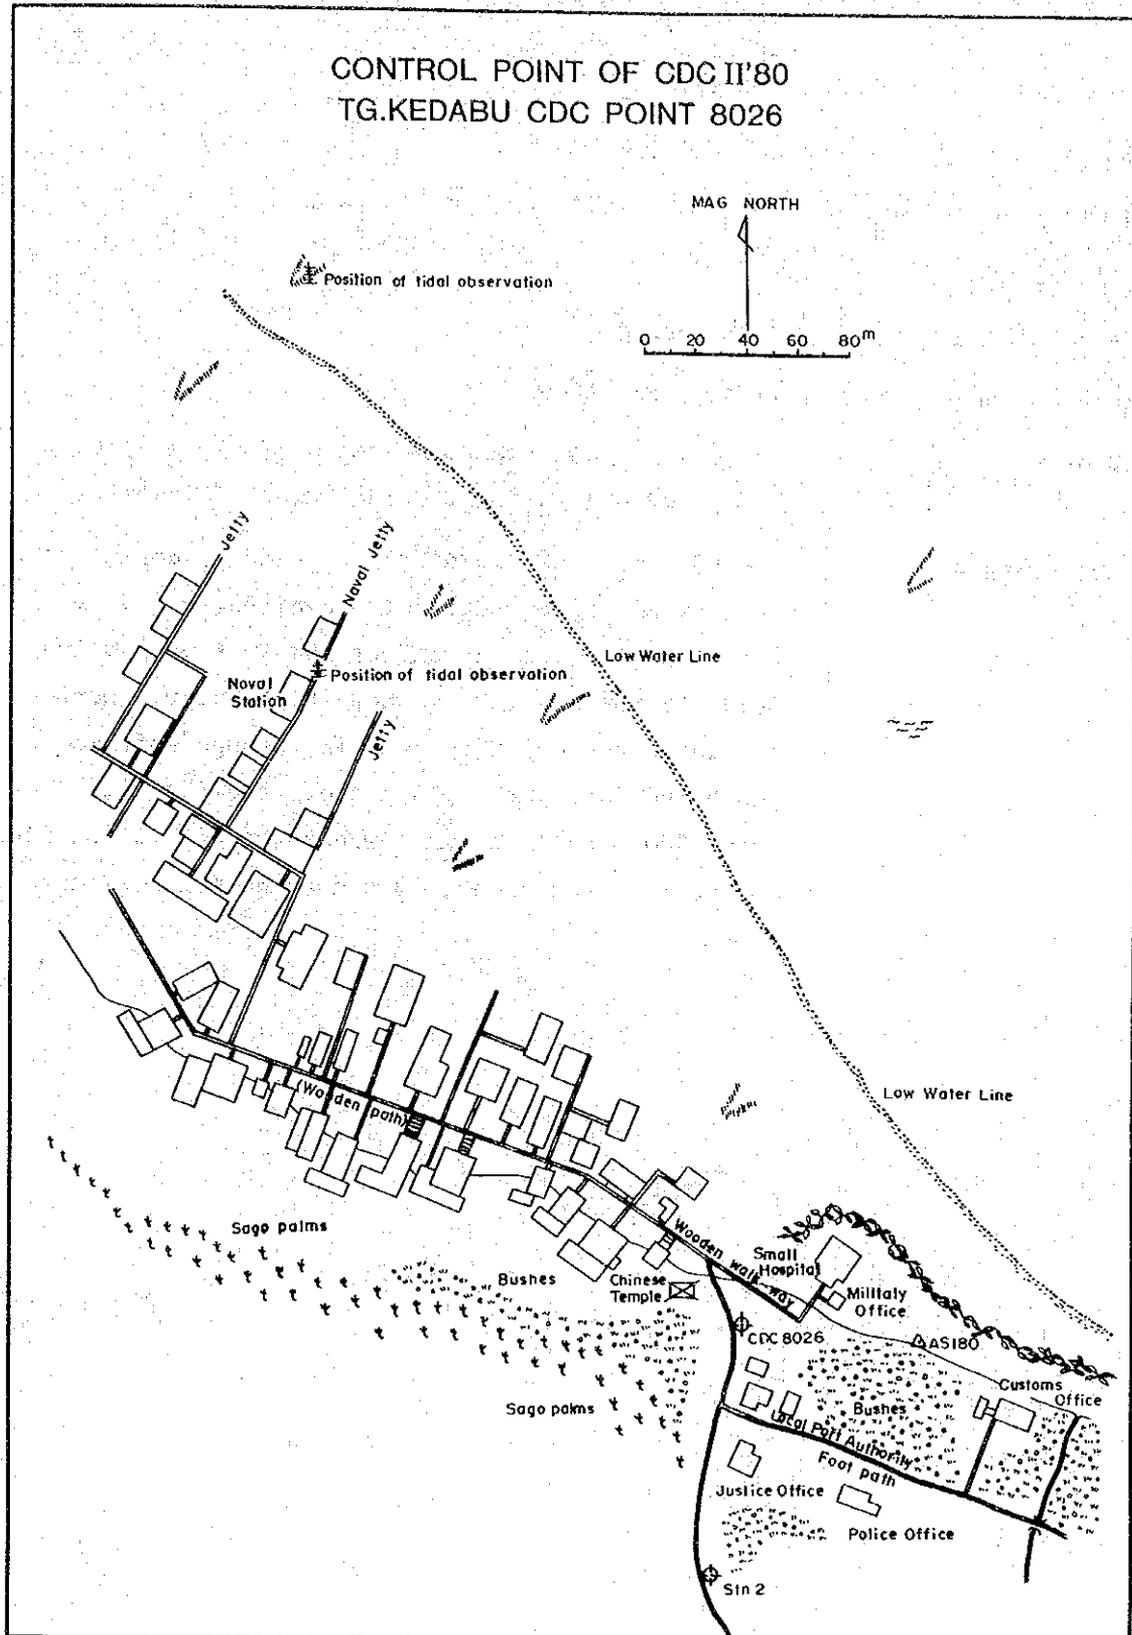 CONTROL POINT OF CDC II'80
TG.KEDABU CDC POINT 8026
MAG NORTH
Position of tidal observation
0 20 40 60 80m
Jetty
Naval Jetty
Low Water Line
Naval
Station
Position of tidal observation
Jetty
Low Water Line
(Wooden path)
Sago palms
Wooden walk-way
Small
Hospital
Bushes
Chinese
Temple
Militaly
Office
CDC 8026
AS180
Customs
Office
Sago palms
Bushes
Local Port Authority
Foot path
Justice Office
Police Office
Stn 2